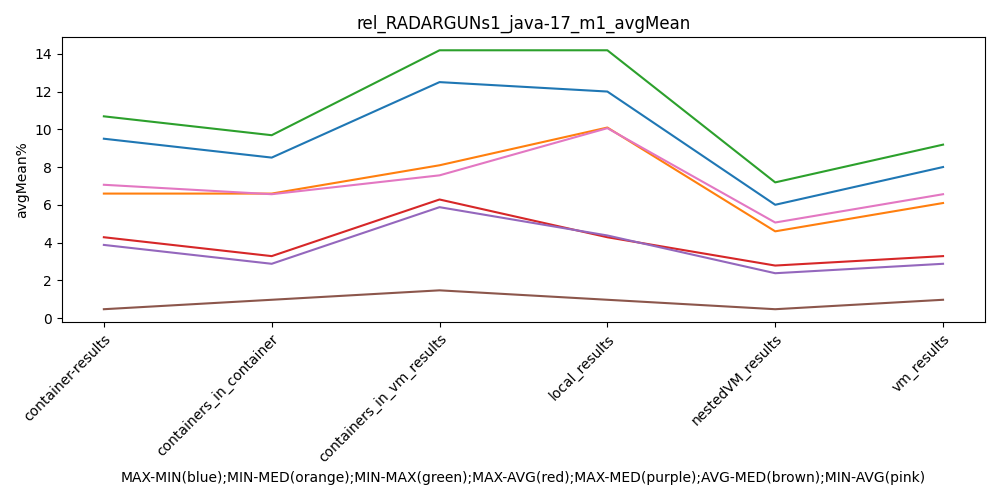 rel_RADARGUNs1_java-17_m1_avgMean
avgMean%
14
12
10
8
6
4
2
0
container-results
containers_in_container
containers_in_vm_results
local_results
nestedVM_results
vm_results
MAX-MIN(blue);MIN-MED(orange);MIN-MAX(green);MAX-AVG(red);MAX-MED(purple);AVG-MED(brown);MIN-AVG(pink)